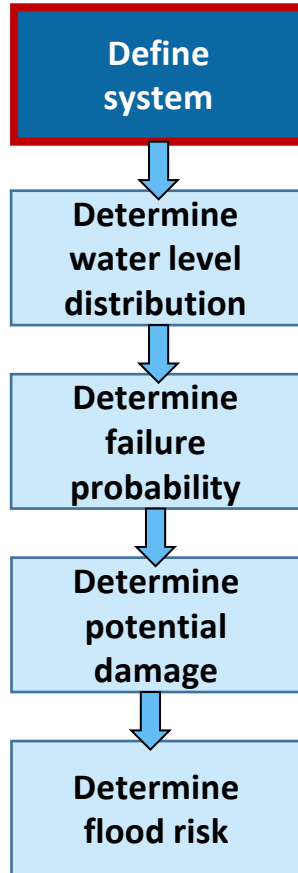 Define
system
Determine
water level
distribution
Determine
failure
probability
Determine
potential
damage
Determine
flood risk